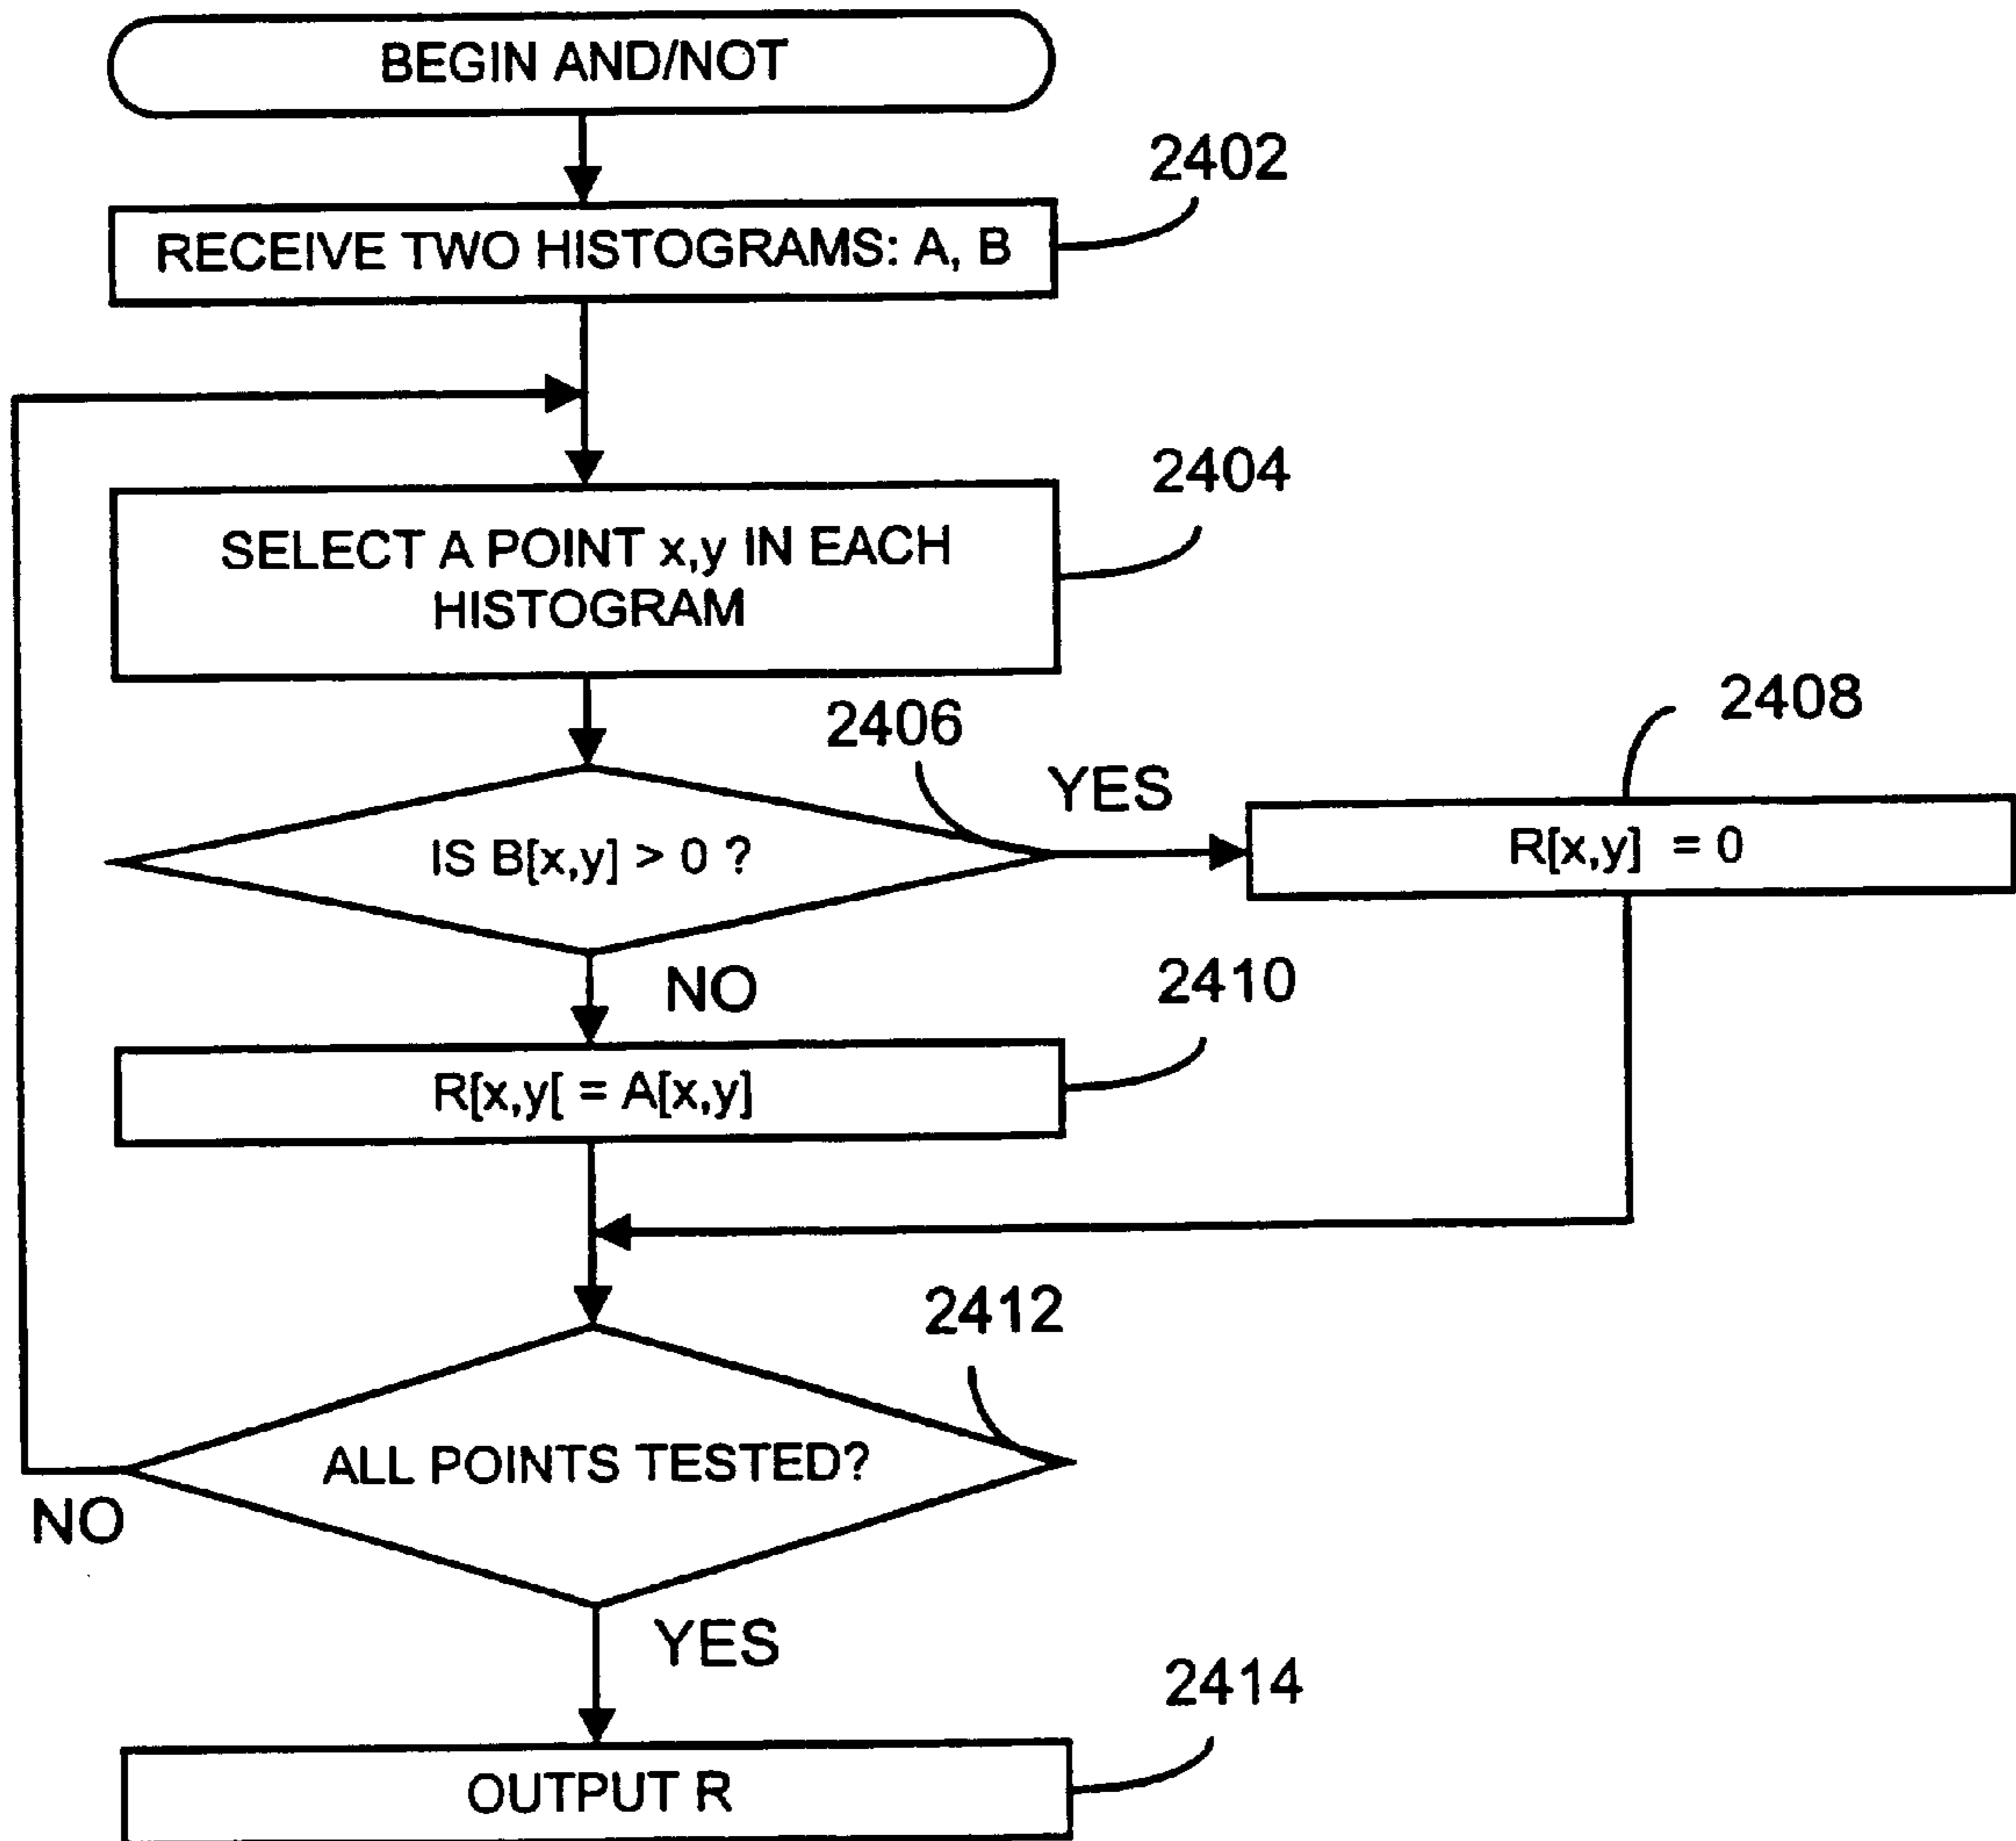 BEGIN AND/NOT
2402
RECEIVE TWO HISTOGRAMS: A, B
2404
SELECT A POINT x,y IN EACH
HISTOGRAM
2406
YES
2408
IS B[x,y] > 0 ?
R[x,y] = 0
NO
2410
R[x,y[ = A[x,y]
2412
ALL POINTS TESTED?
NO
YES
2414
OUTPUT R